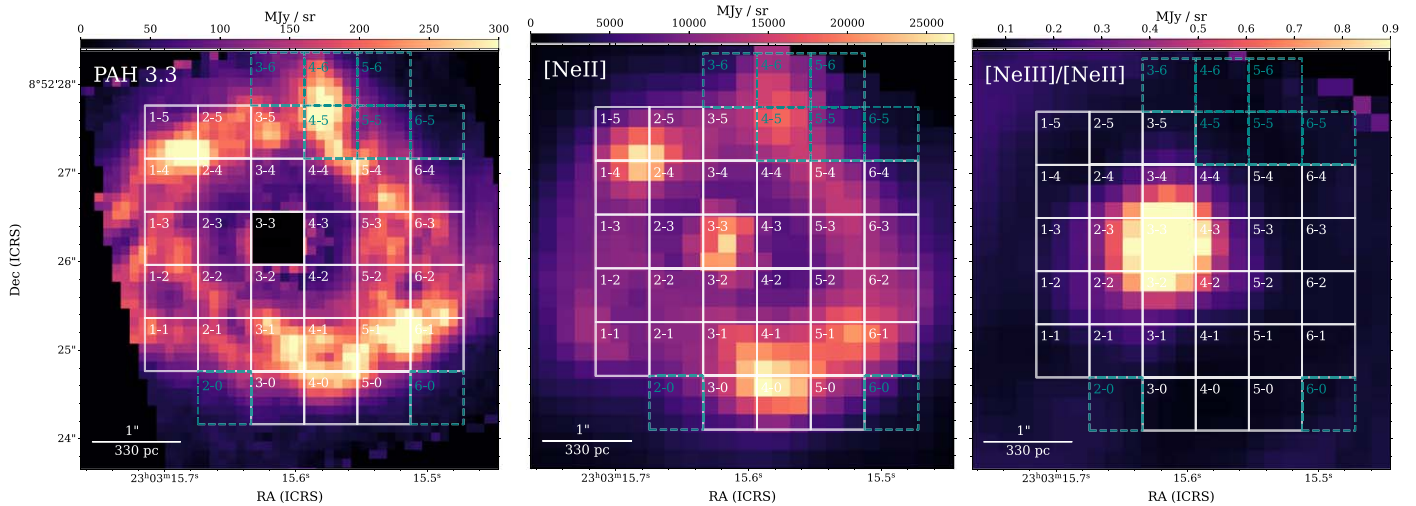 MJy / sr
0 50 100 150 200 250 300
PAH 3.3
8°52'28"
27"
26"
25"
24"
Dec (ICRS)
3-6 4-6 5-6
1-5 2-5 3-5 4-5 5-5 6-5
1-4 2-4 3-4 4-4 5-4 6-4
1-3 2-3 3-3 4-3 5-3 6-3
1-2 2-2 3-2 4-2 5-2 6-2
1-1 2-1 3-1 4-1 5-1 6-1
2-0 3-0 4-0 5-0 6-0
1"
330 pc
23ʰ03ᵐ15.7ˢ 15.6ˢ 15.5ˢ
RA (ICRS)
MJy / sr
0 5000 10000 15000 20000 25000
[NeII]
3-6 4-6 5-6
1-5 2-5 3-5 4-5 5-5 6-5
1-4 2-4 3-4 4-4 5-4 6-4
1-3 2-3 3-3 4-3 5-3 6-3
1-2 2-2 3-2 4-2 5-2 6-2
1-1 2-1 3-1 4-1 5-1 6-1
2-0 3-0 4-0 5-0 6-0
1"
330 pc
23ʰ03ᵐ15.7ˢ 15.6ˢ 15.5ˢ
RA (ICRS)
MJy / sr
0.1 0.2 0.3 0.4 0.5 0.6 0.7 0.8 0.9
[NeIII]/[NeII]
3-6 4-6 5-6
1-5 2-5 3-5 4-5 5-5 6-5
1-4 2-4 3-4 4-4 5-4 6-4
1-3 2-3 3-3 4-3 5-3 6-3
1-2 2-2 3-2 4-2 5-2 6-2
1-1 2-1 3-1 4-1 5-1 6-1
2-0 3-0 4-0 5-0 6-0
1"
330 pc
23ʰ03ᵐ15.7ˢ 15.6ˢ 15.5ˢ
RA (ICRS)